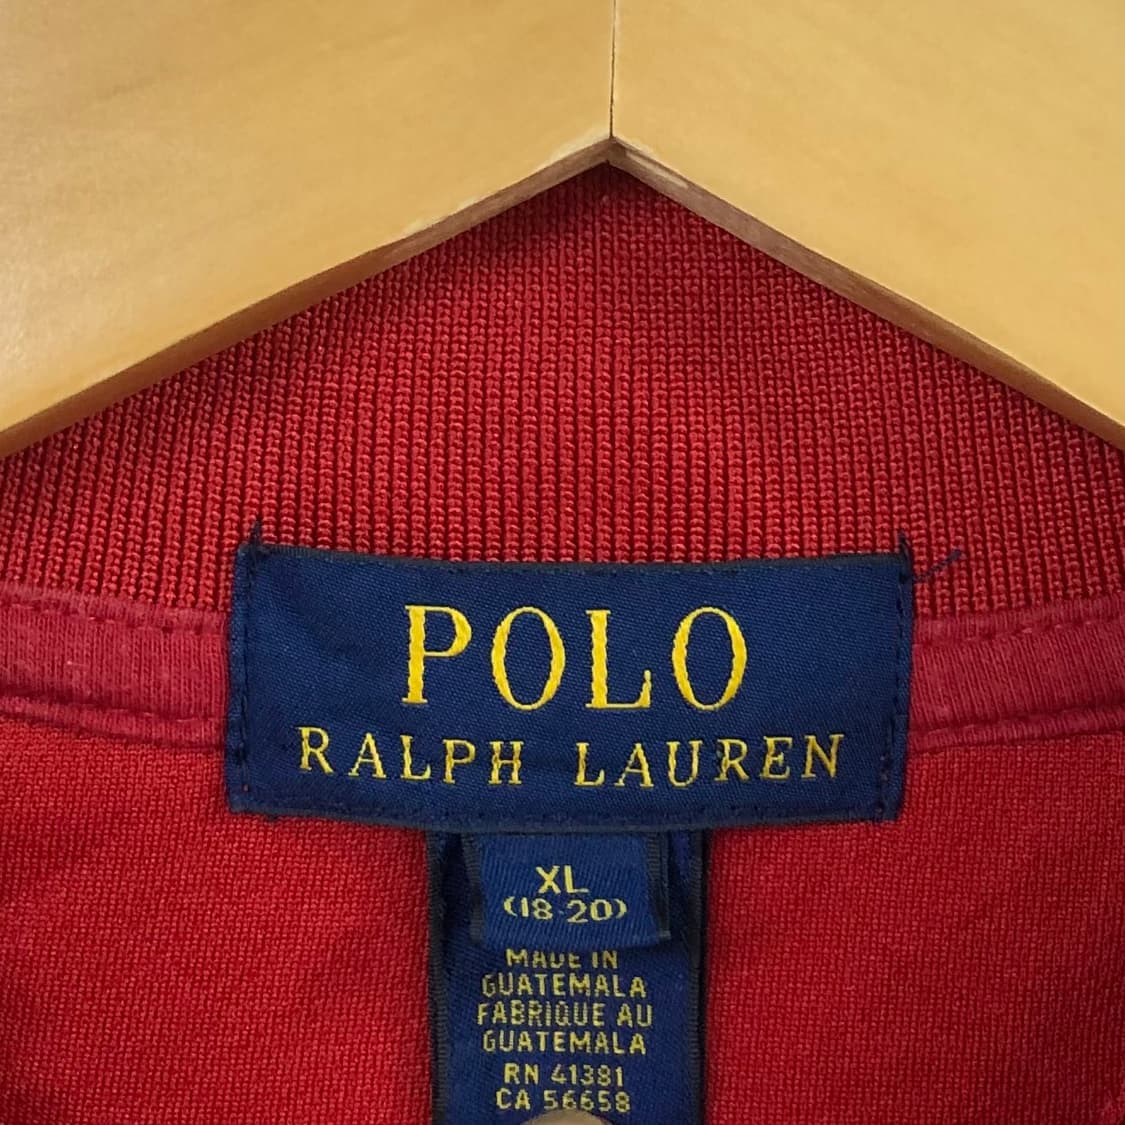 POLO
RALPH LAUREN
XL
(18-20)
MADE IN
GUATEMALA
FABRIQUE AU
GUATEMALA
RN 41381
CA 56658